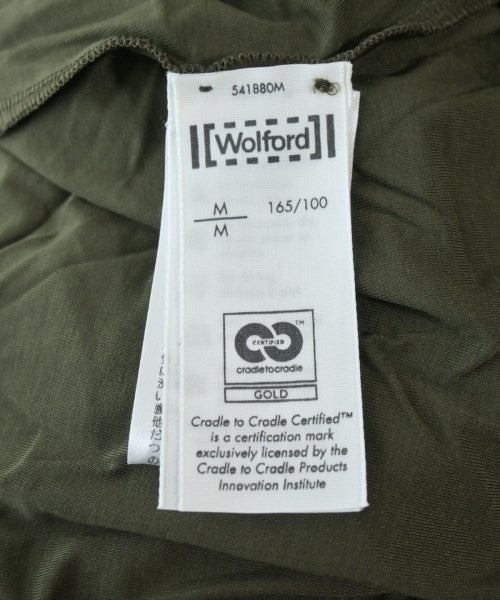 541880M
[Wolford]
M 165/100
M
TM
CERTIFIED
cradletocradle
GOLD
Cradle to Cradle Certified™
is a certification mark
exclusively licensed by the
Cradle to Cradle Products
Innovation Institute